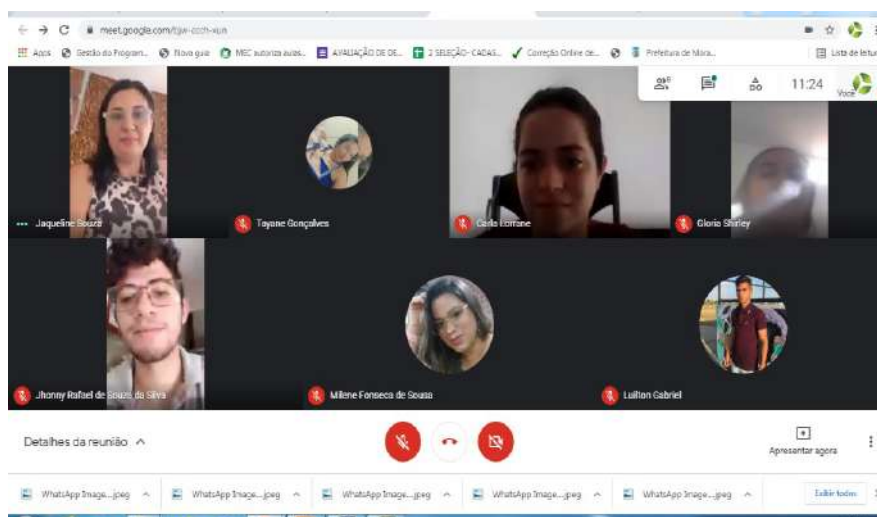 meet.google.com/
Apps Gestão do Program... Nova guia MEC autoriza aulas... AVALIAÇÃO DE DE... 2 SELEÇÃO- CADAS... Correção Online de... Prefeitura de Mora... Lista de leitura
11:24
Você
Jaqueline Souza
Tayane Gonçalves
Carla Lorrane
Gloria Shirley
Jhonny Rafael de Souza da Silva
Milene Fonseca de Sousa
Luilton Gabriel
Detalhes da reunião
Apresentar agora
WhatsApp Image....jpeg WhatsApp Image....jpeg WhatsApp Image....jpeg WhatsApp Image....jpeg WhatsApp Image....jpeg Exibir todos